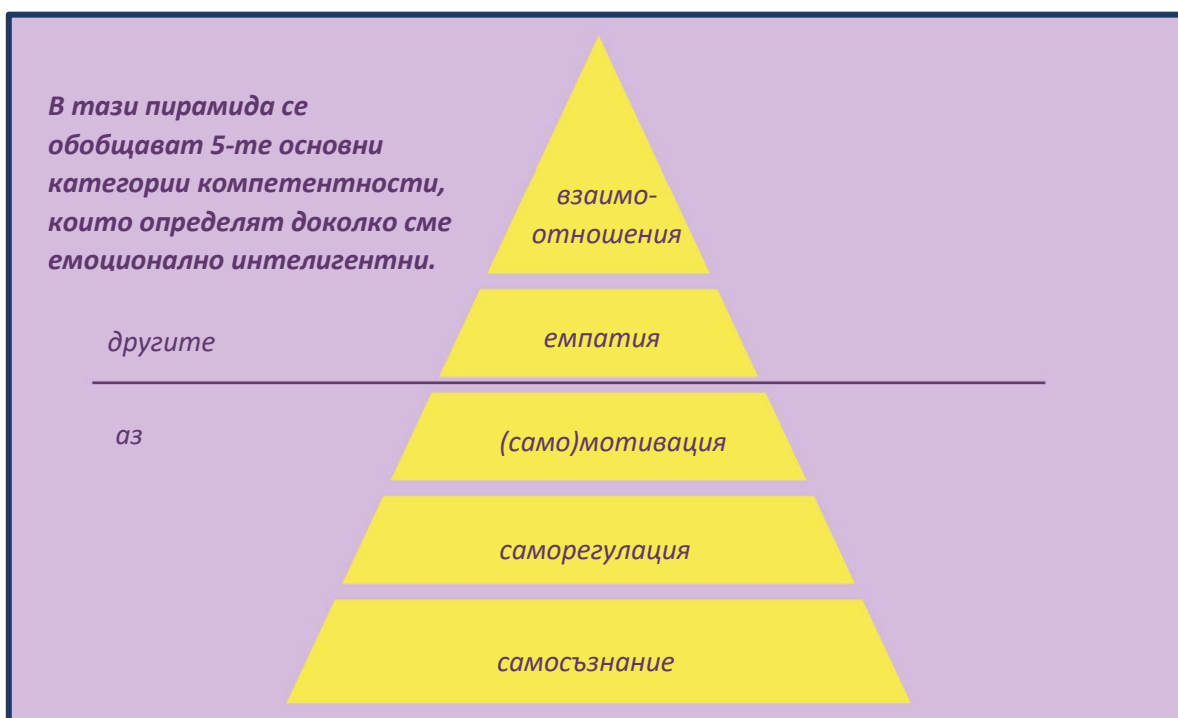 В тази пирамида се
обобщават 5-те основни
категории компетентности,
които определят доколко сме
емоционално интелигентни.
взаимо-
отношения
другите
емпатия
аз
(само)мотивация
саморегулация
самосъзнание